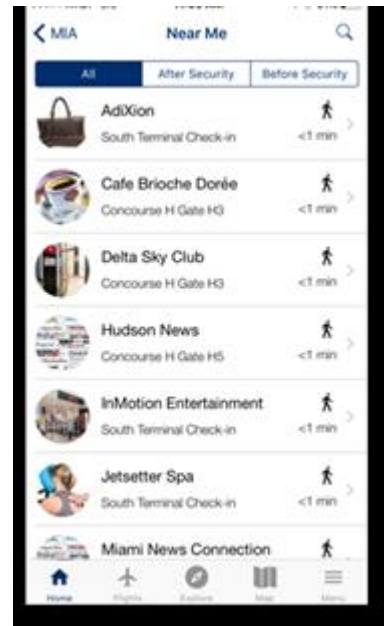 MIA
Near Me
All
After Security
Before Security
AdiXion
South Terminal Check-in
<1 min
Cafe Brioche Dorée
Concourse H Gate H3
<1 min
Delta Sky Club
Concourse H Gate H3
<1 min
Hudson News
Concourse H Gate H5
<1 min
InMotion Entertainment
South Terminal Check-in
<1 min
Jetsetter Spa
South Terminal Check-in
<1 min
Miami News Connection
Home
Flights
Explore
Map
Menu